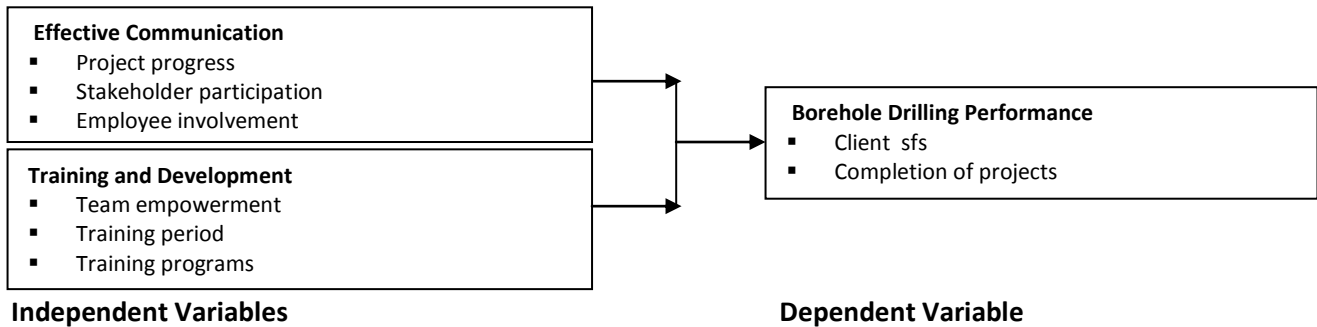 Effective Communication
▪ Project progress
▪ Stakeholder participation
▪ Employee involvement
Training and Development
▪ Team empowerment
▪ Training period
▪ Training programs
Borehole Drilling Performance
▪ Client sfs
▪ Completion of projects
Independent Variables
Dependent Variable